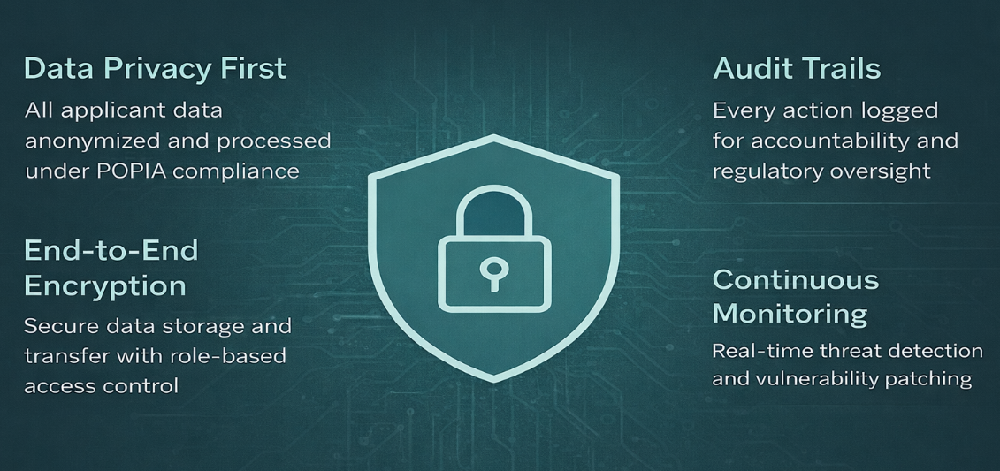 Data Privacy First
All applicant data
anonymized and processed
under POPIA compliance
End-to-End
Encryption
Secure data storage and
transfer with role-based
access control
Audit Trails
Every action logged
for accountability and
regulatory oversight
Continuous
Monitoring
Real-time threat detection
and vulnerability patching